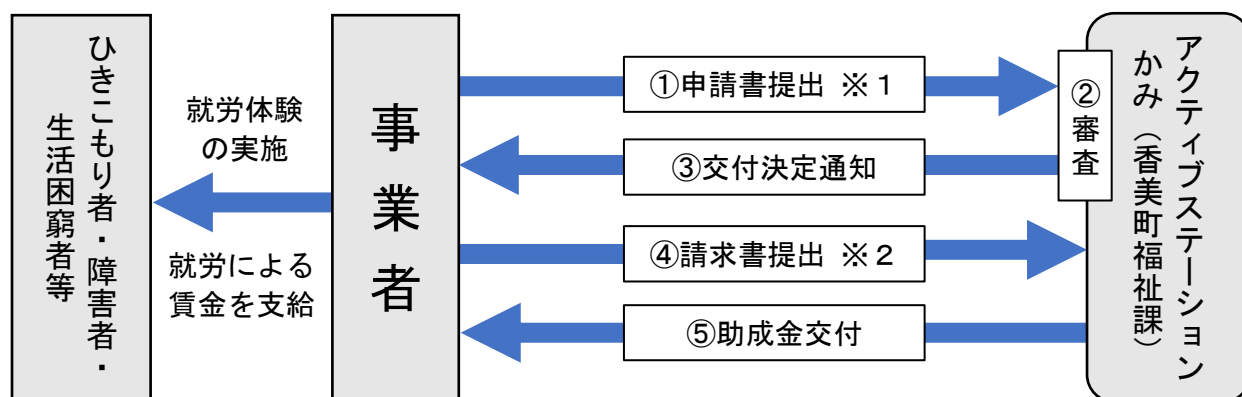 ひきこもり者・障害者・
生活困窮者等
就労体験
の実施
就労による
賃金を支給
事業者
①申請書提出 ※１
③交付決定通知
④請求書提出 ※２
⑤助成金交付
②審査
アクティブステーション
かみ（香美町福祉課）